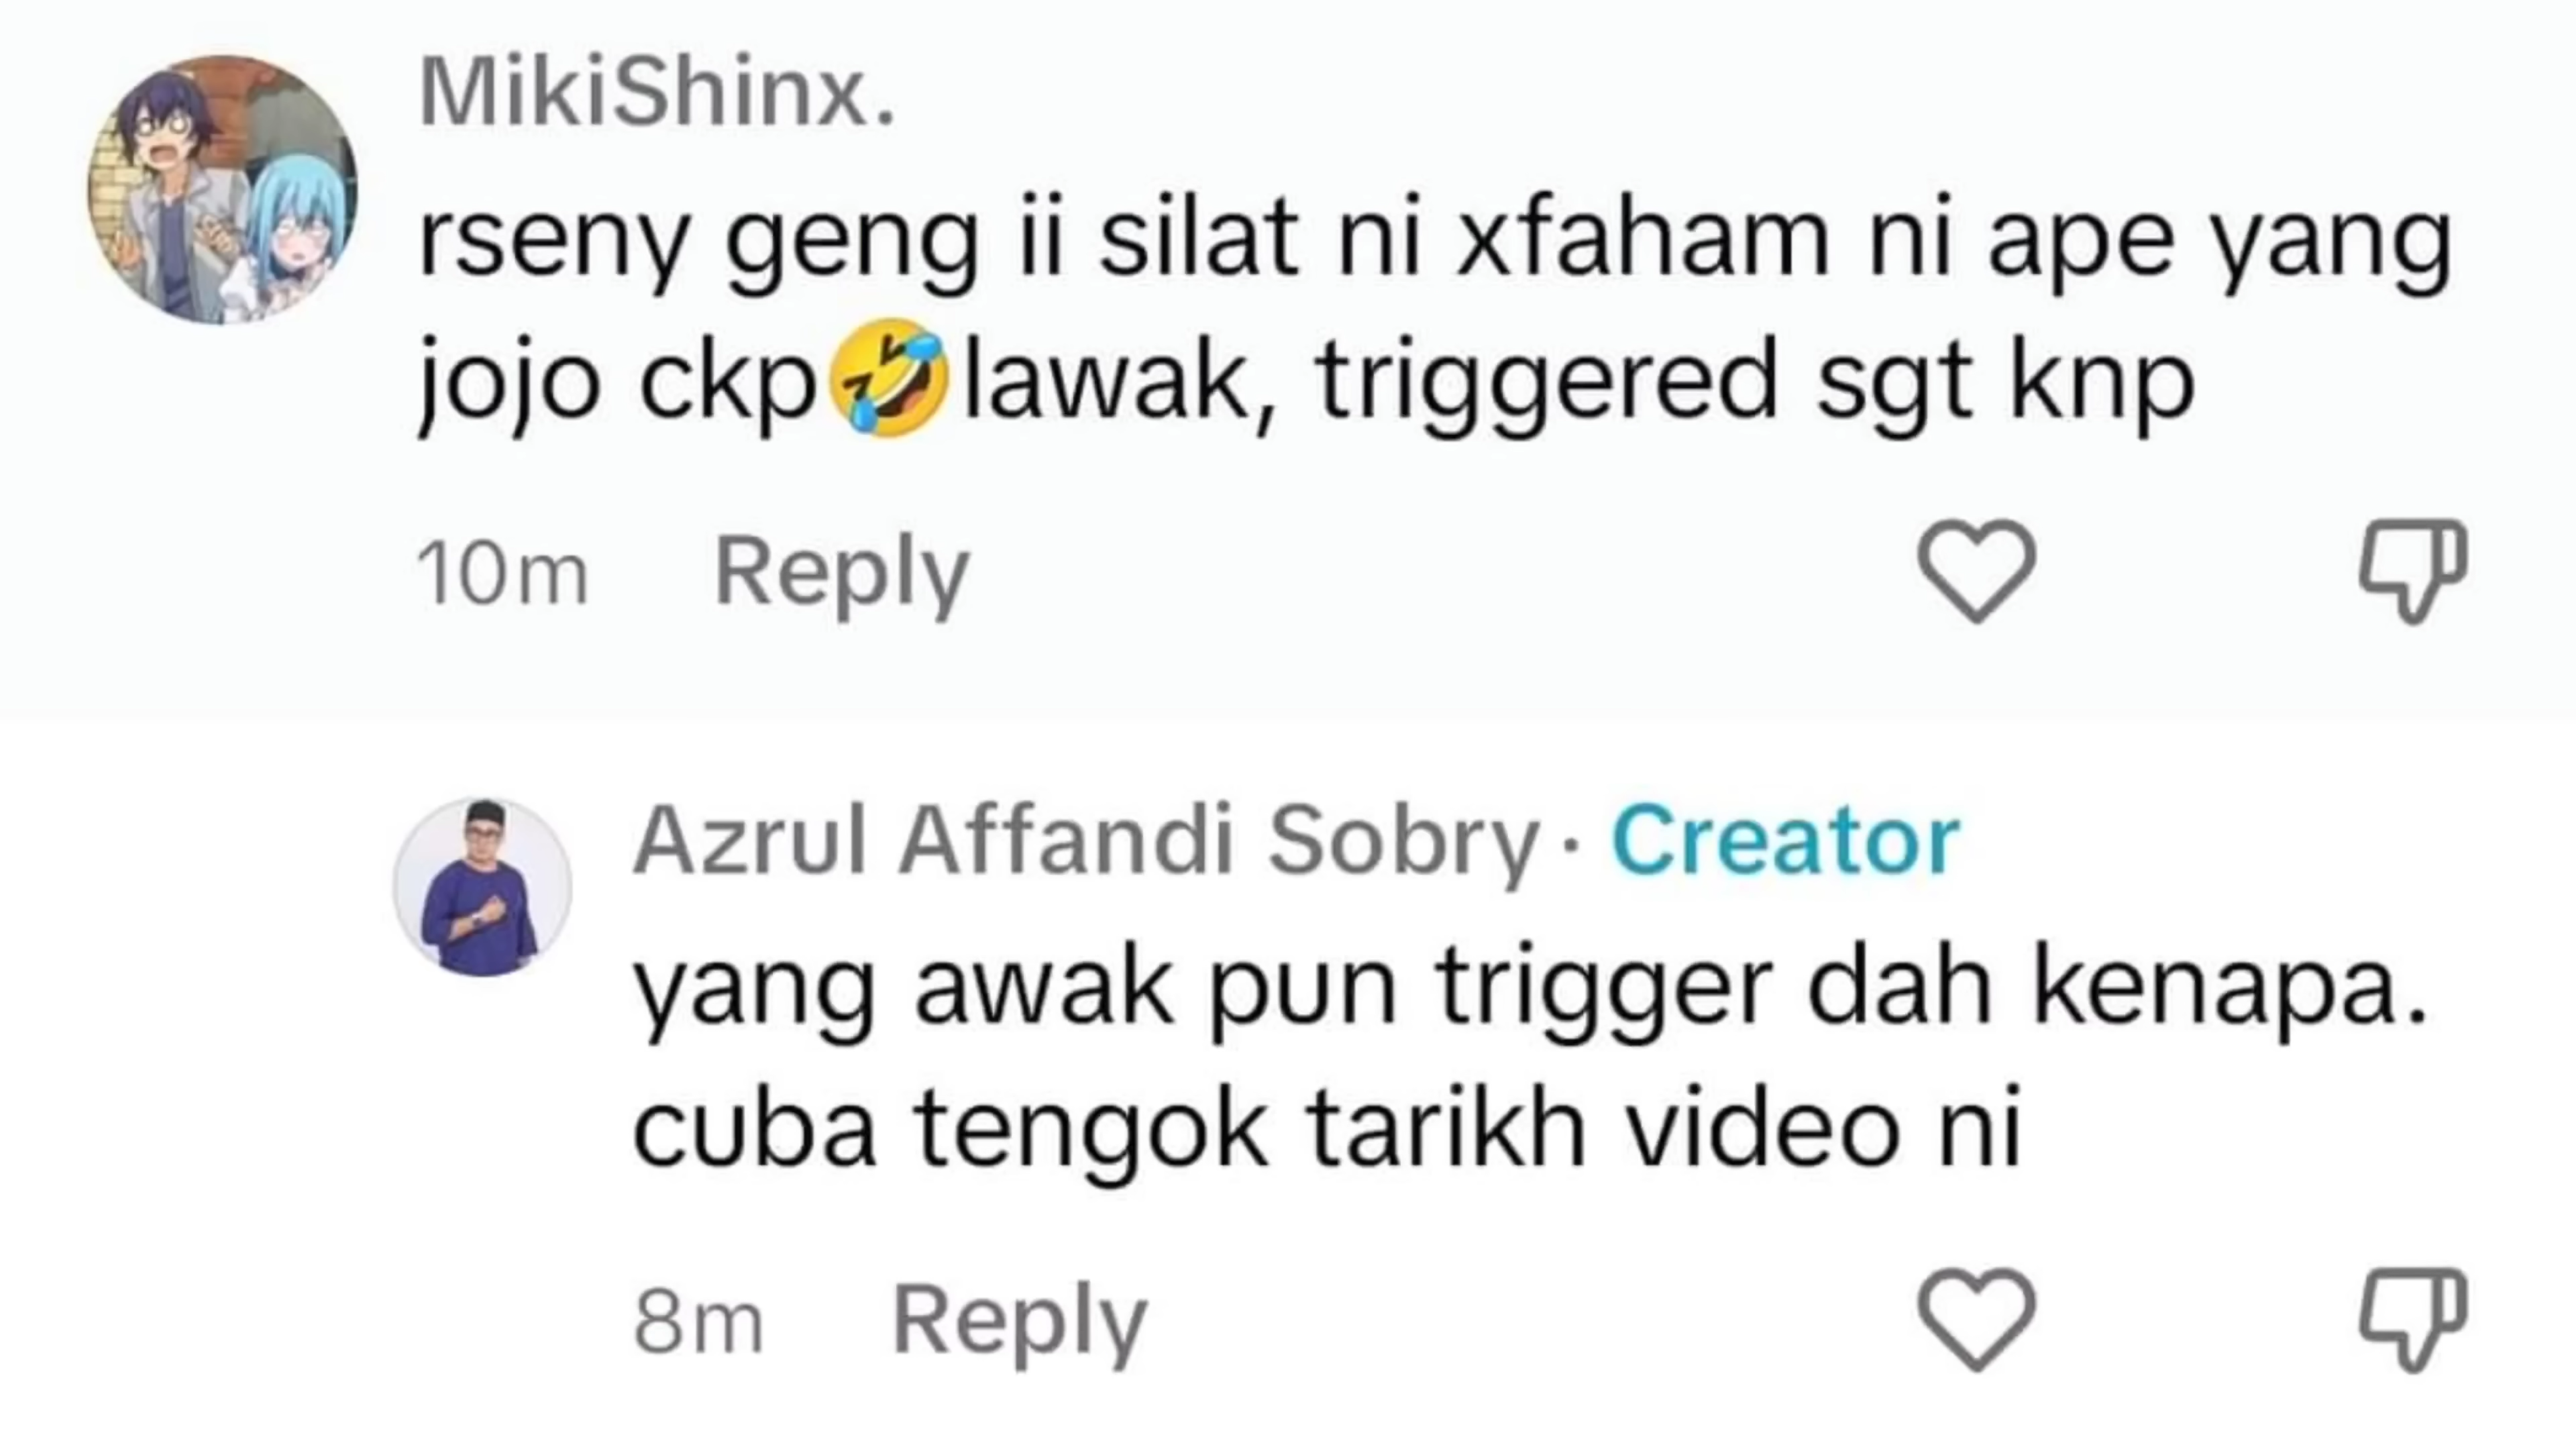 MikiShinx.
rseny geng ii silat ni xfaham ni ape yang
jojo ckp🤣lawak, triggered sgt knp
10m Reply
Azrul Affandi Sobry · Creator
yang awak pun trigger dah kenapa.
cuba tengok tarikh video ni
8m Reply